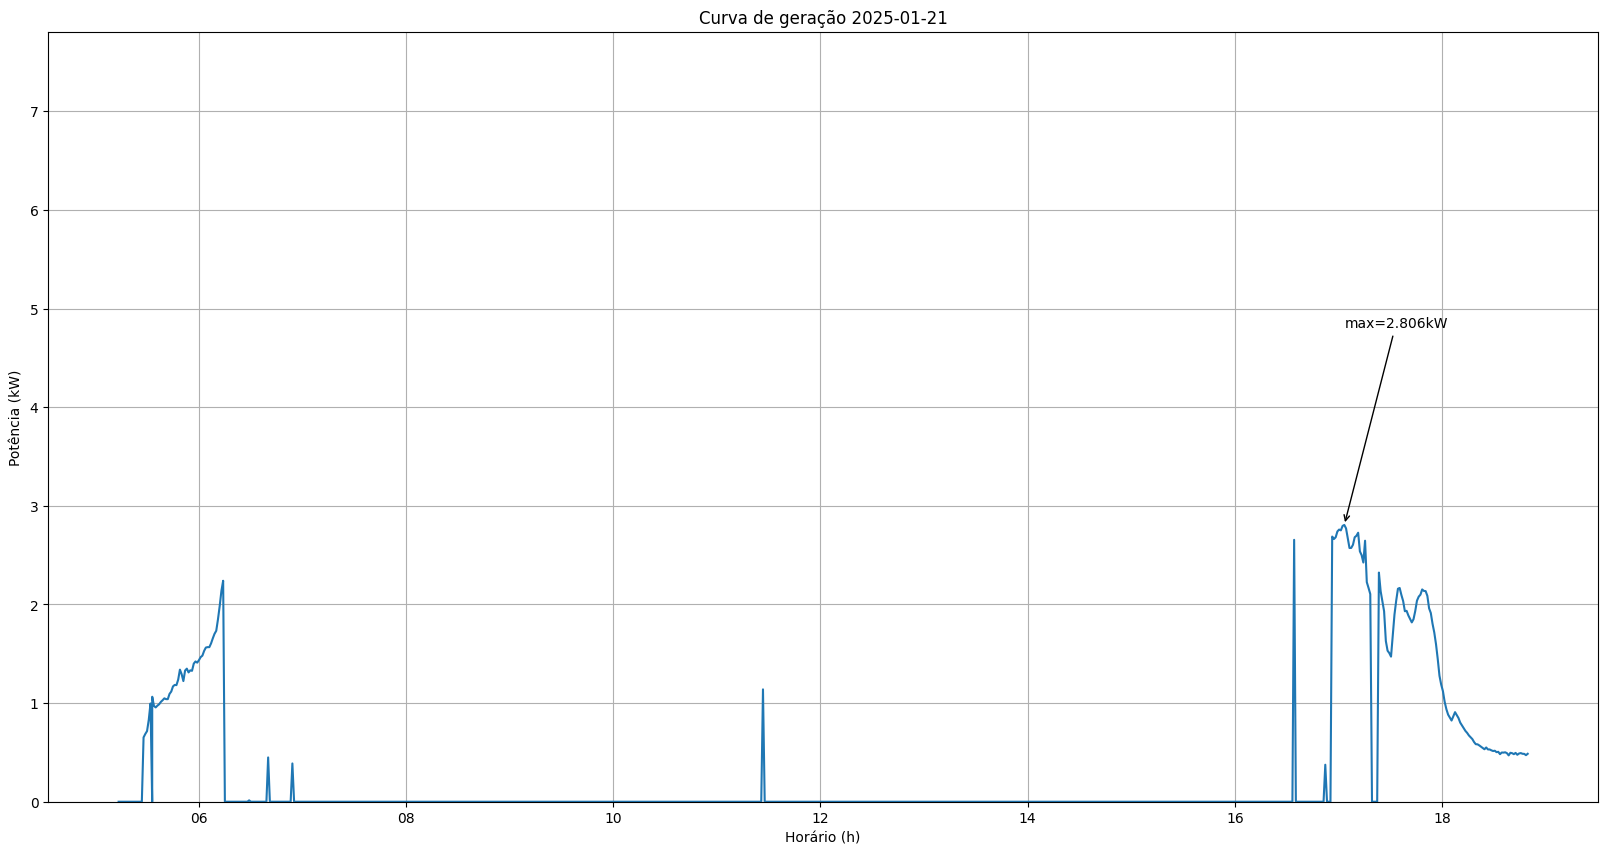 Curva de geração 2025-01-21
Potência (kW)
7
6
5
4
3
2
1
0
max=2.806kW
06 08 10 12 14 16 18
Horário (h)